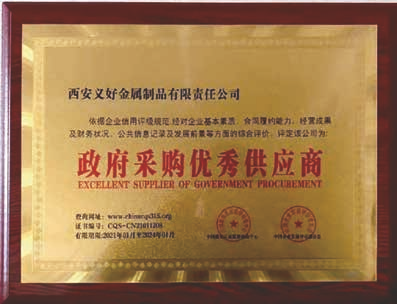 西安义好金属制品有限责任公司
依据企业信用评级规范,经对企业基本素质、合同履约能力、经营成果
及财务状况、公共信息记录及发展前景等方面的综合评价,评定该公司为:
政府采购优秀供应商
EXCELLENT SUPPLIER OF GOVERNMENT PROCUREMENT
查询网址:
证书编号:
有效期限:2021年01月至2024年01月